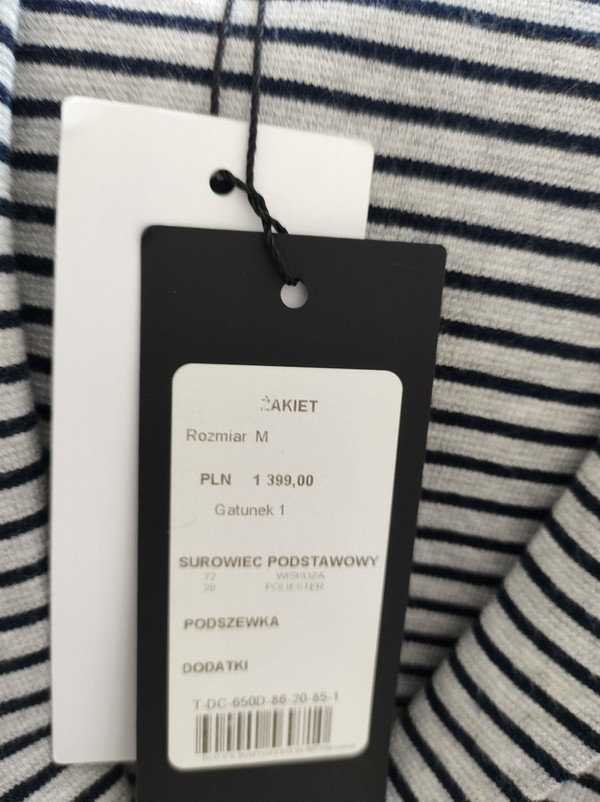 ŻAKIET
Rozmiar M
PLN 1 399,00
Gatunek 1
SUROWIEC PODSTAWOWY
72 WISKOZA
28 POLIESTER
PODSZEWKA
DODATKI
T-DC-650D-86-20-85-1